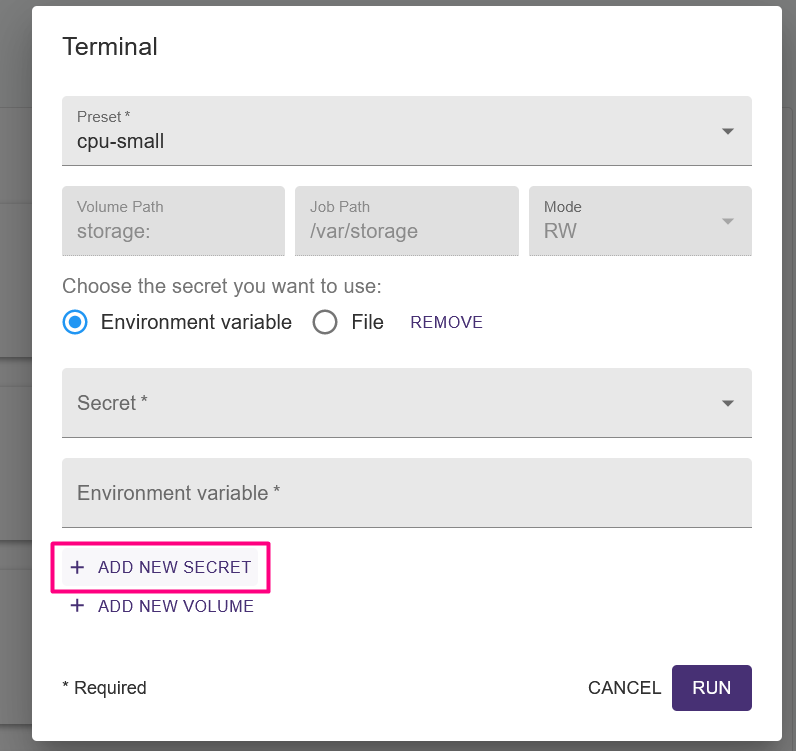 Terminal
Preset *
cpu-small
Volume Path
storage:
Job Path
/var/storage
Mode
RW
Choose the secret you want to use:
Environment variable File REMOVE
Secret *
Environment variable *
+ ADD NEW SECRET
+ ADD NEW VOLUME
* Required CANCEL RUN